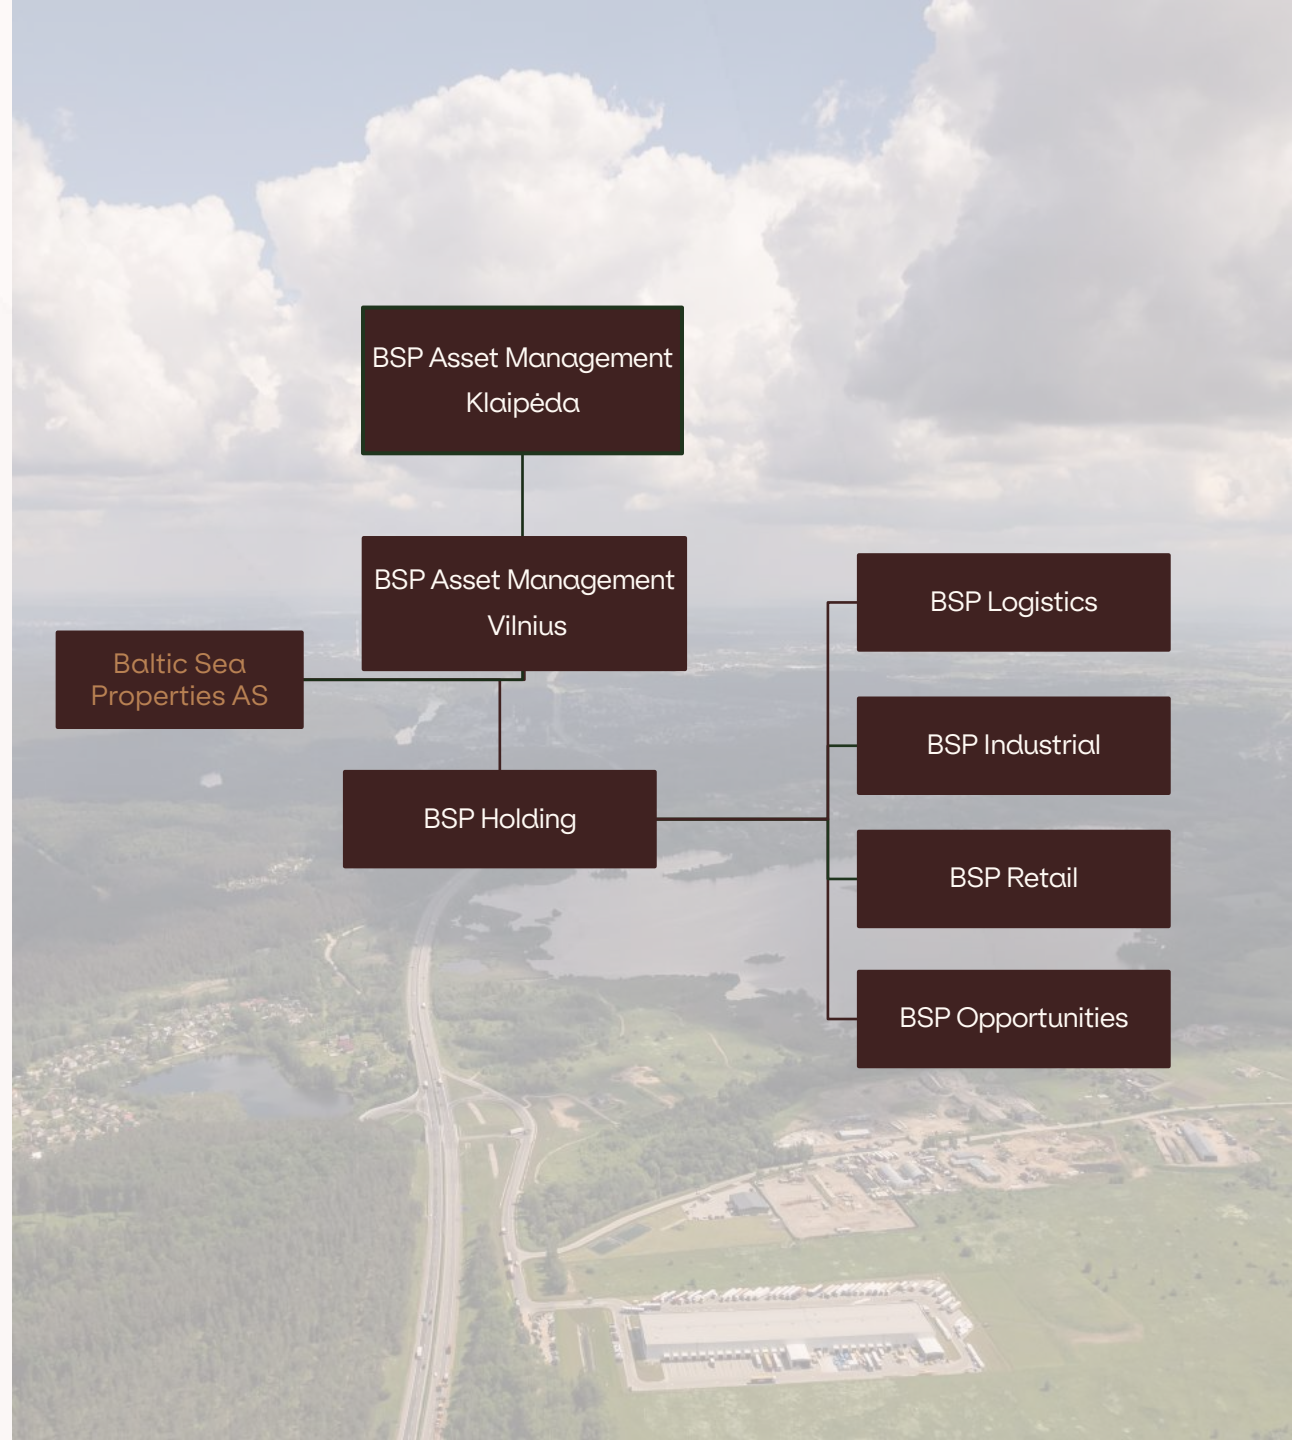 BSP Asset Management
Klaipėda
BSP Asset Management
Vilnius
Baltic Sea
Properties AS
BSP Holding
BSP Logistics
BSP Industrial
BSP Retail
BSP Opportunities